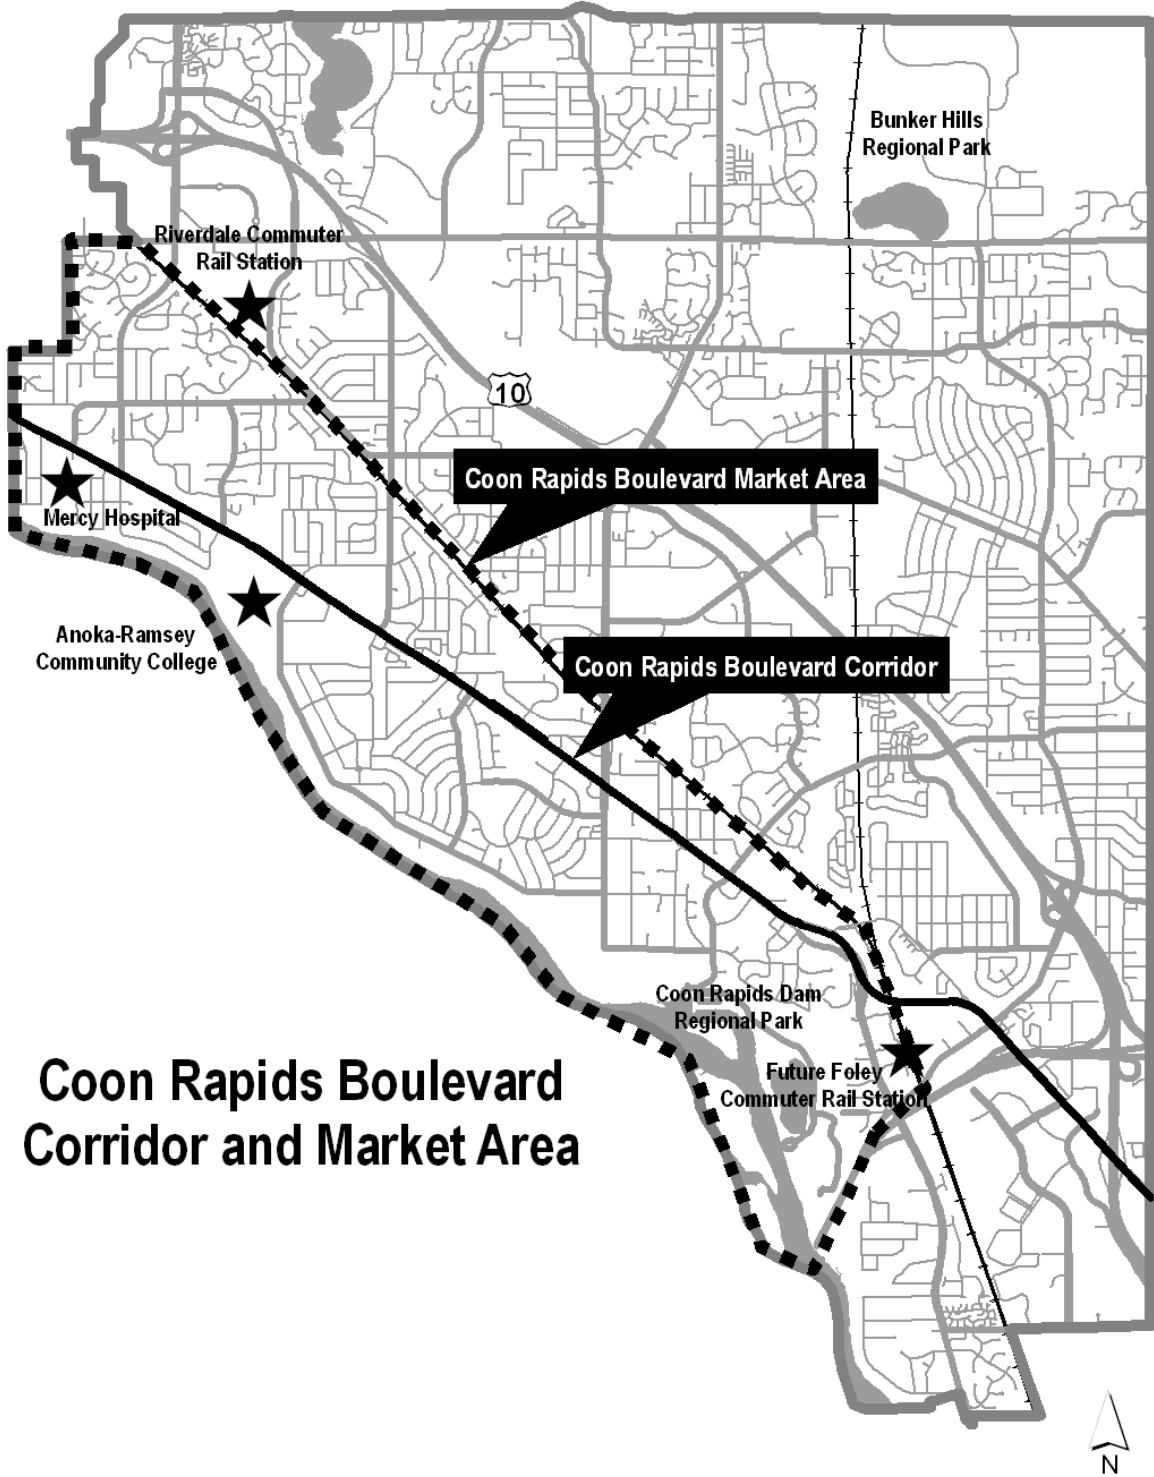 Bunker Hills
Regional Park
Riverdale Commuter
Rail Station
10
Coon Rapids Boulevard Market Area
Mercy Hospital
Anoka-Ramsey
Community College
Coon Rapids Boulevard Corridor
Coon Rapids Dam
Regional Park
Future Foley
Commuter Rail Station
Coon Rapids Boulevard
Corridor and Market Area
N